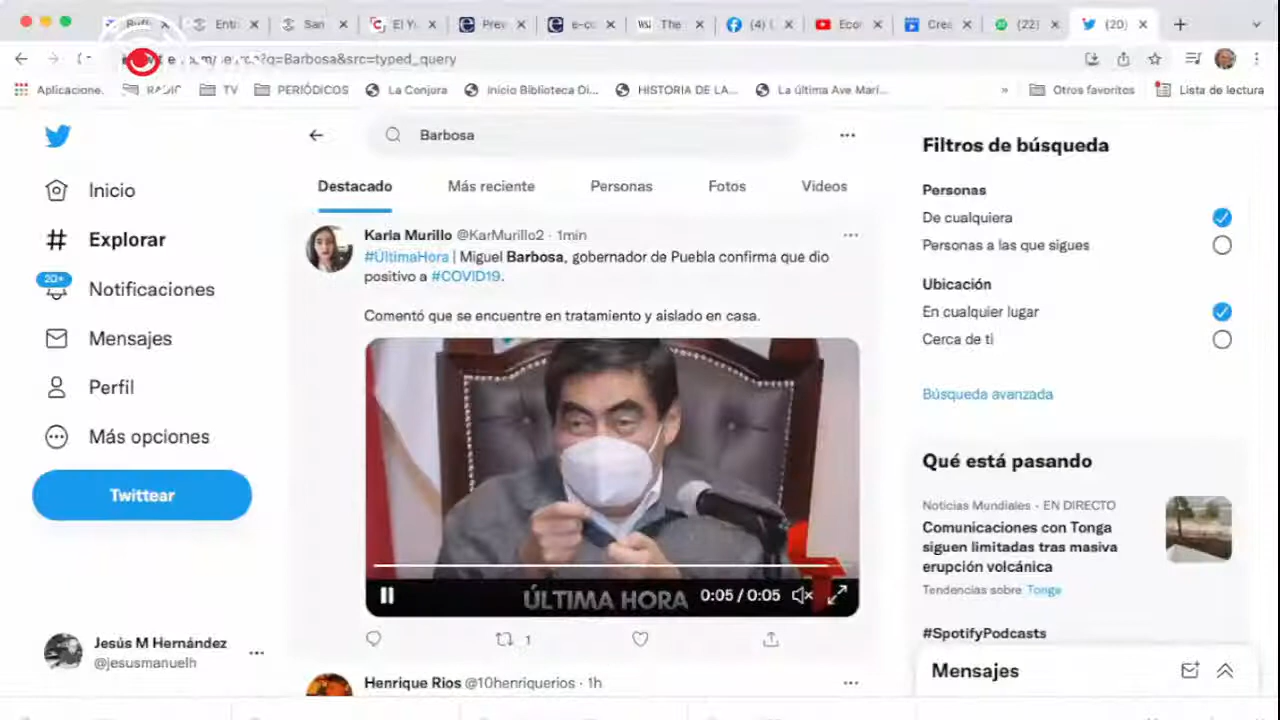 El Y
Prev
e-co
The
(4) (
Eco
Crea
(22)
(20)
?q=Barbosa&src=typed_query
TV
PERIÓDICOS
La Conjura
Inicio Biblioteca Di...
HISTORIA DE LA...
La última Ave Marí...
»
Otros favoritos
Lista de lectura
Barbosa
Inicio
Explorar
20+
Notificaciones
Mensajes
Perfil
Más opciones
Twittear
Jesús M Hernández
@jesusmanuelh
Destacado
Más reciente
Personas
Fotos
Videos
Karla Murillo @KarMurillo2 · 1min
#ÚltimaHora | Miguel Barbosa, gobernador de Puebla confirma que dio
positivo a #COVID19.
Comentó que se encuentre en tratamiento y aislado en casa.
ÚLTIMA HORA
0:05 / 0:05
1
Henrique Rios @10henriquerios · 1h
Filtros de búsqueda
Personas
De cualquiera
Personas a las que sigues
Ubicación
En cualquier lugar
Cerca de ti
Búsqueda avanzada
Qué está pasando
Noticias Mundiales · EN DIRECTO
Comunicaciones con Tonga
siguen limitadas tras masiva
erupción volcánica
Tendencias sobre Tonga
#SpotifyPodcasts
Mensajes